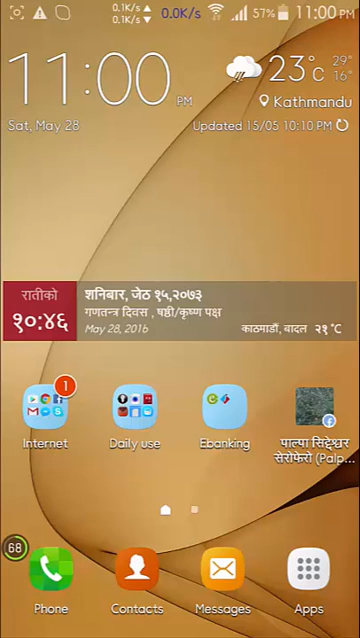 0.1K/s
0.1K/s
0.0K/s
57%
11:00 PM
11:00 PM
Sat, May 28
23°C
29°
16°
Kathmandu
Updated 15/05 10:10 PM
रातीको
१०:४६
शनिबार, जेठ १५,२०७३
गणतन्त्र दिवस , षष्ठी/कृष्ण पक्ष
May 28, 2016
काठमाडौं, बादल २१°C
1
Internet
Daily use
Ebanking
पाल्पा सिद्देश्वर
सेरोफेरो (Palp...
68
Phone
Contacts
Messages
Apps